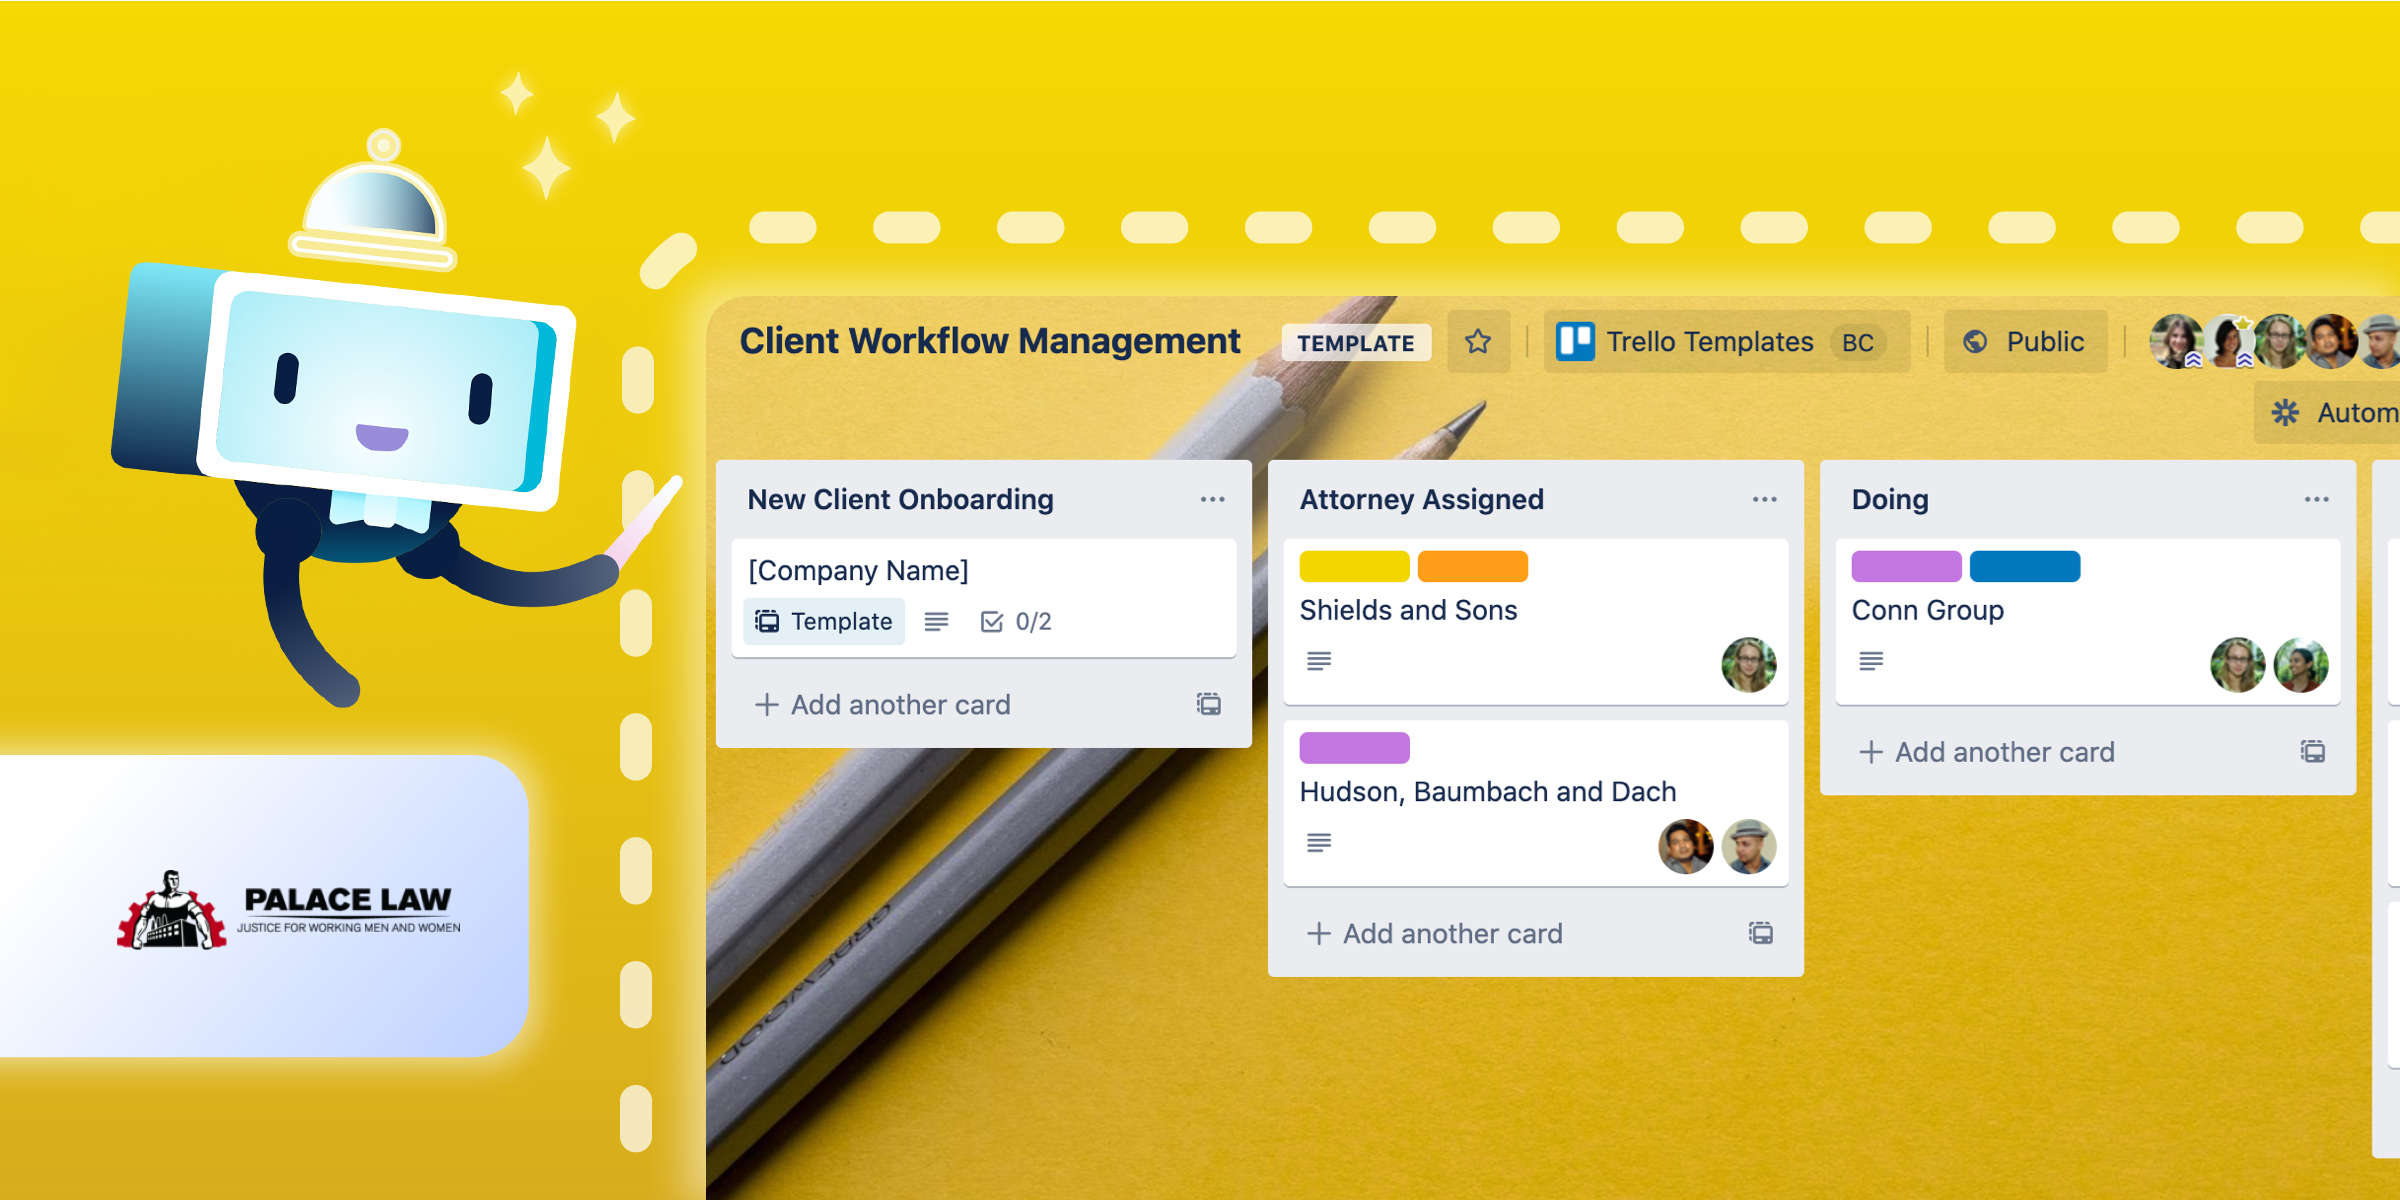 Client Workflow Management
TEMPLATE
Trello Templates BC
Public
Autom
New Client Onboarding
[Company Name]
Template
0/2
Add another card
Attorney Assigned
Shields and Sons
Hudson, Baumbach and Dach
Add another card
Doing
Conn Group
Add another card
PALACE LAW
JUSTICE FOR WORKING MEN AND WOMEN